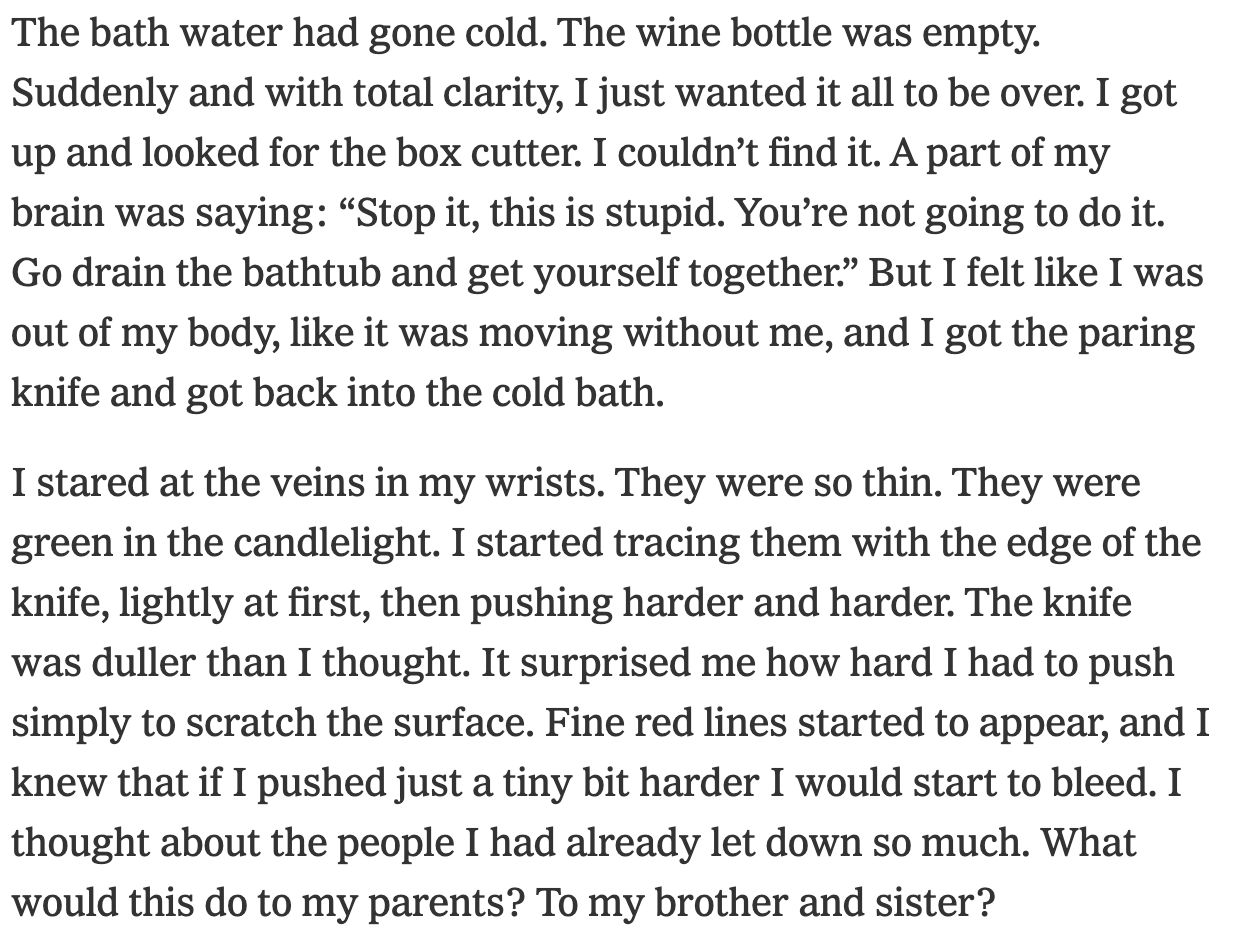 The bath water had gone cold. The wine bottle was empty.
Suddenly and with total clarity, I just wanted it all to be over. I got
up and looked for the box cutter. I couldn’t find it. A part of my
brain was saying: “Stop it, this is stupid. You’re not going to do it.
Go drain the bathtub and get yourself together.” But I felt like I was
out of my body, like it was moving without me, and I got the paring
knife and got back into the cold bath.
I stared at the veins in my wrists. They were so thin. They were
green in the candlelight. I started tracing them with the edge of the
knife, lightly at first, then pushing harder and harder. The knife
was duller than I thought. It surprised me how hard I had to push
simply to scratch the surface. Fine red lines started to appear, and I
knew that if I pushed just a tiny bit harder I would start to bleed. I
thought about the people I had already let down so much. What
would this do to my parents? To my brother and sister?